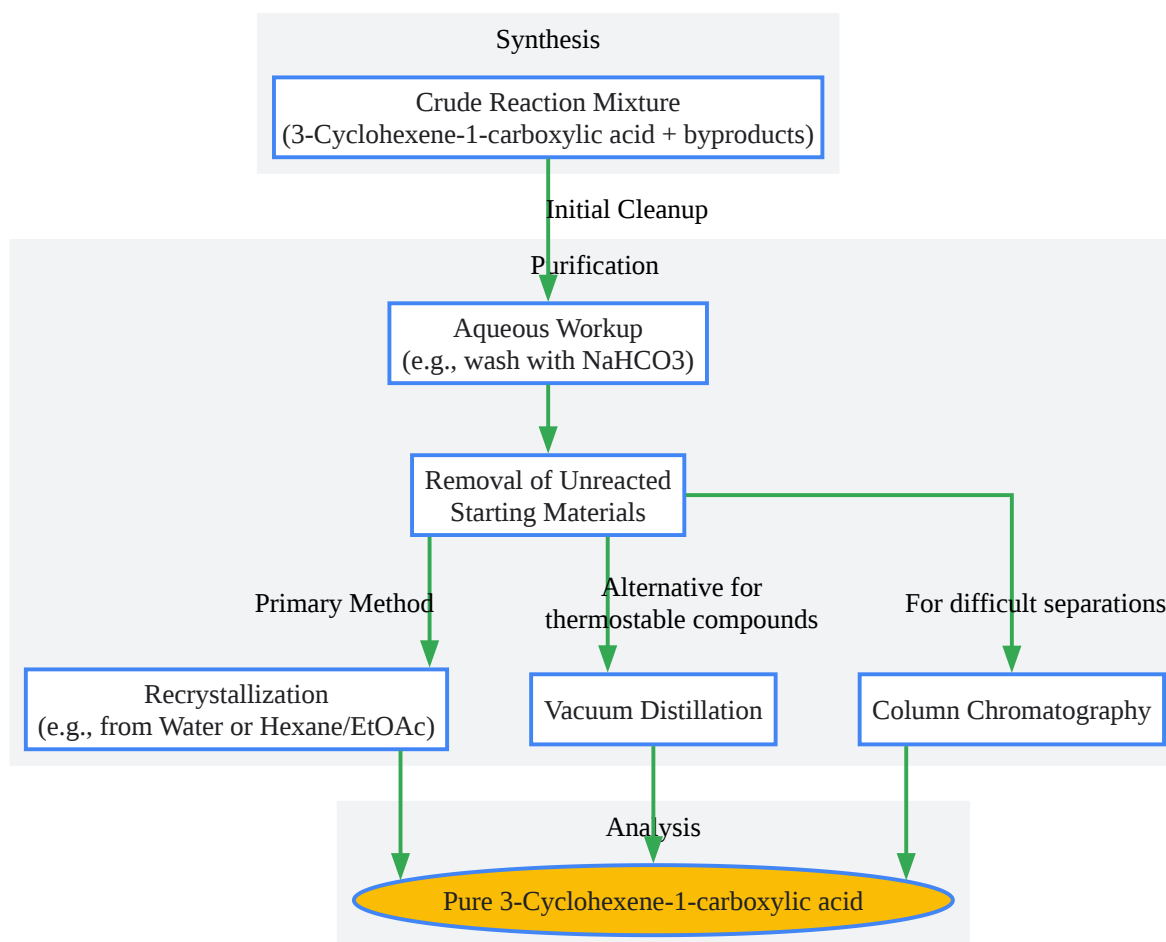 Synthesis
Crude Reaction Mixture
(3-Cyclohexene-1-carboxylic acid + byproducts)
Initial Cleanup
Purification
Aqueous Workup
(e.g., wash with NaHCO3)
Removal of Unreacted
Starting Materials
Primary Method
Alternative for
thermostable compounds
For difficult separations
Recrystallization
(e.g., from Water or Hexane/EtOAc)
Vacuum Distillation
Column Chromatography
Analysis
Pure 3-Cyclohexene-1-carboxylic acid